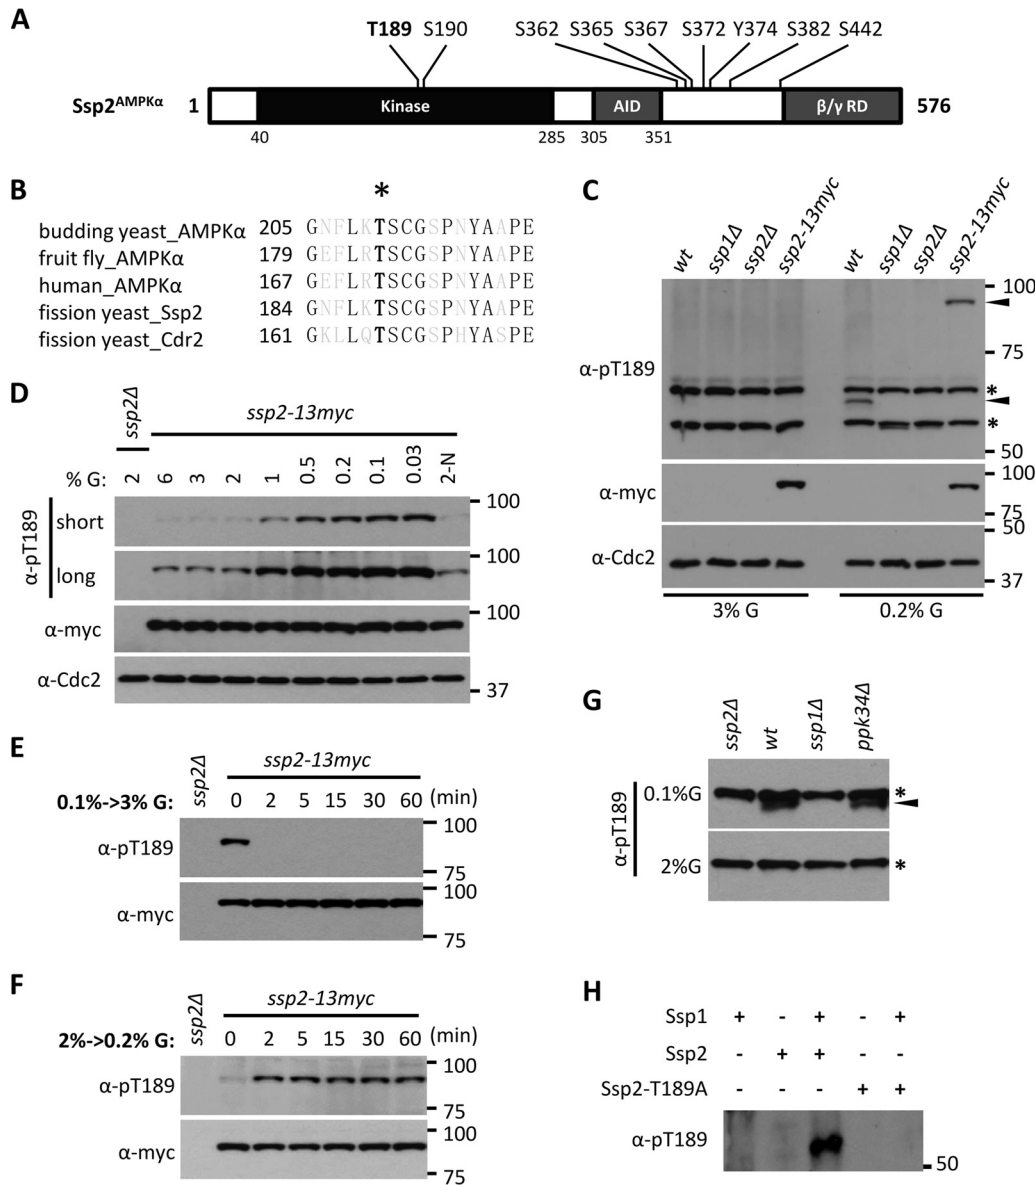 A
T189 S190 S362 S365 S367 S372 Y374 S382 S442
Ssp2AMPKα 1 Kinase AID β/γ RD 576
40 285 305 351
B
*
budding yeast_AMPKα 205 GNFLKTSCGSPNYAAPE
fruit fly_AMPKα 179 GEFLRTSCGSPNYAAPE
human_AMPKα 167 GEFLRTSCGSPNYAAPE
fission yeast_Ssp2 184 GNFLKTSCGSPNYAAPE
fission yeast_Cdr2 161 GKLLQTSCGSPHYASPE
C
wt ssp1Δ ssp2Δ ssp2-13myc wt ssp1Δ ssp2Δ ssp2-13myc
α-pT189
100
75
*
*
50
α-myc
100
75
α-Cdc2
50
37
3% G 0.2% G
D
ssp2Δ ssp2-13myc
% G: 2 6 3 2 1 0.5 0.2 0.1 0.03 2-N
α-pT189
short 100
long 100
α-myc 100
α-Cdc2 37
E
ssp2Δ ssp2-13myc
0.1%->3% G: 0 2 5 15 30 60 (min)
α-pT189
100
75
α-myc
100
75
F
ssp2Δ ssp2-13myc
2%->0.2% G: 0 2 5 15 30 60 (min)
α-pT189
100
75
α-myc
100
75
G
ssp2Δ wt ssp1Δ ppk34Δ
α-pT189
0.1%G *
2%G *
H
Ssp1 + - + - +
Ssp2 - + + - -
Ssp2-T189A - - - + +
α-pT189
50